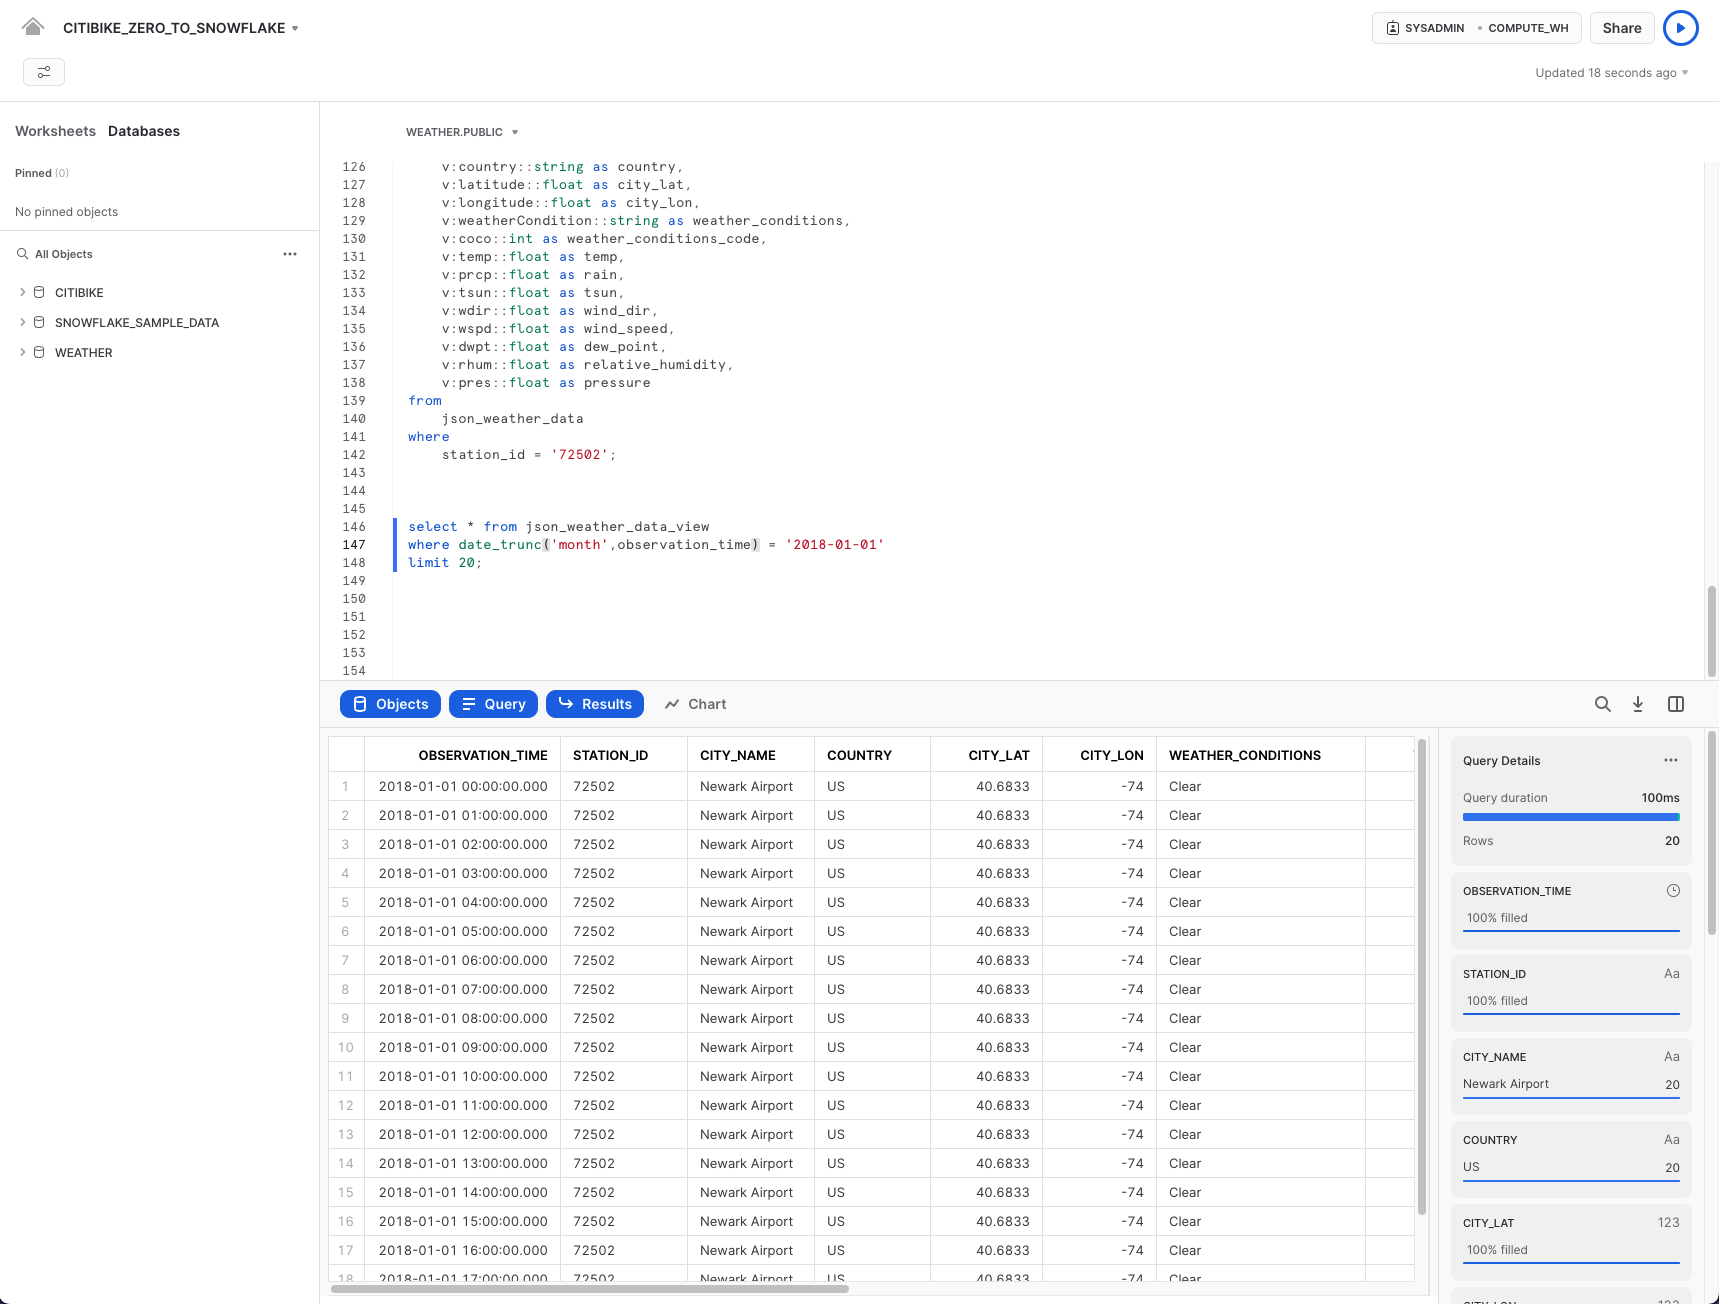 CITIBIKE_ZERO_TO_SNOWFLAKE
SYSADMIN • COMPUTE_WH
Share
Updated 18 seconds ago
Worksheets Databases
Pinned (0)
No pinned objects
All Objects
CITIBIKE
SNOWFLAKE_SAMPLE_DATA
WEATHER
WEATHER.PUBLIC
126 v:country::string as country,
127 v:latitude::float as city_lat,
128 v:longitude::float as city_lon,
129 v:weatherCondition::string as weather_conditions,
130 v:coco::int as weather_conditions_code,
131 v:temp::float as temp,
132 v:prcp::float as rain,
133 v:tsun::float as tsun,
134 v:wdir::float as wind_dir,
135 v:wspd::float as wind_speed,
136 v:dwpt::float as dew_point,
137 v:rhum::float as relative_humidity,
138 v:pres::float as pressure
139 from
140 json_weather_data
141 where
142 station_id = '72502';
143
144
145
146 select * from json_weather_data_view
147 where date_trunc('month',observation_time) = '2018-01-01'
148 limit 20;
149
150
151
152
153
154
Objects Query Results Chart
OBSERVATION_TIME STATION_ID CITY_NAME COUNTRY CITY_LAT CITY_LON WEATHER_CONDITIONS
1 2018-01-01 00:00:00.000 72502 Newark Airport US 40.6833 -74 Clear
2 2018-01-01 01:00:00.000 72502 Newark Airport US 40.6833 -74 Clear
3 2018-01-01 02:00:00.000 72502 Newark Airport US 40.6833 -74 Clear
4 2018-01-01 03:00:00.000 72502 Newark Airport US 40.6833 -74 Clear
5 2018-01-01 04:00:00.000 72502 Newark Airport US 40.6833 -74 Clear
6 2018-01-01 05:00:00.000 72502 Newark Airport US 40.6833 -74 Clear
7 2018-01-01 06:00:00.000 72502 Newark Airport US 40.6833 -74 Clear
8 2018-01-01 07:00:00.000 72502 Newark Airport US 40.6833 -74 Clear
9 2018-01-01 08:00:00.000 72502 Newark Airport US 40.6833 -74 Clear
10 2018-01-01 09:00:00.000 72502 Newark Airport US 40.6833 -74 Clear
11 2018-01-01 10:00:00.000 72502 Newark Airport US 40.6833 -74 Clear
12 2018-01-01 11:00:00.000 72502 Newark Airport US 40.6833 -74 Clear
13 2018-01-01 12:00:00.000 72502 Newark Airport US 40.6833 -74 Clear
14 2018-01-01 13:00:00.000 72502 Newark Airport US 40.6833 -74 Clear
15 2018-01-01 14:00:00.000 72502 Newark Airport US 40.6833 -74 Clear
16 2018-01-01 15:00:00.000 72502 Newark Airport US 40.6833 -74 Clear
17 2018-01-01 16:00:00.000 72502 Newark Airport US 40.6833 -74 Clear
18 2018-01-01 17:00:00.000 72502 Newark Airport US 40.6833 -74 Clear
Query Details
Query duration 100ms
Rows 20
OBSERVATION_TIME
100% filled
STATION_ID Aa
100% filled
CITY_NAME Aa
Newark Airport 20
COUNTRY Aa
US 20
CITY_LAT 123
100% filled
CITY_LON 123